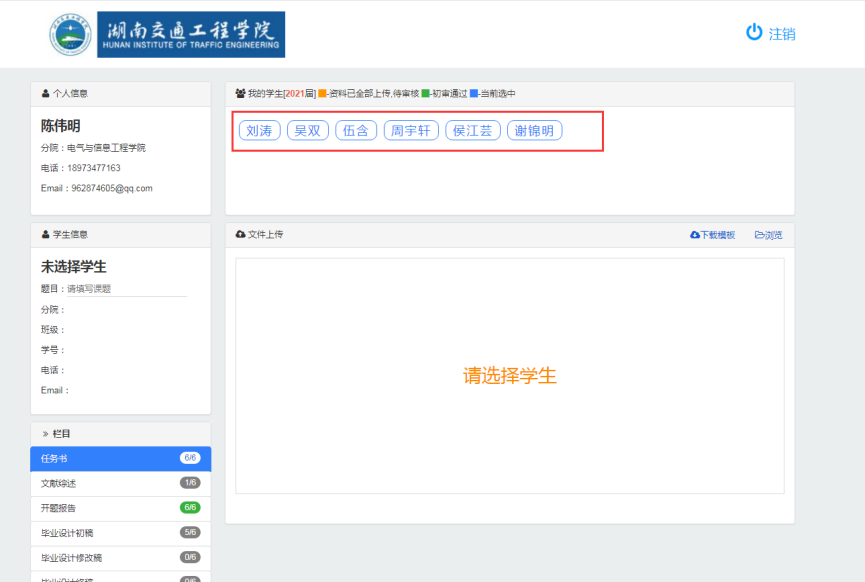 湖南交通工程学院
HUNAN INSTITUTE OF TRAFFIC ENGINEERING
注销
个人信息
陈伟明
分院：电气与信息工程学院
电话：18973477163
Email：962874605@qq.com
我的学生[2021届] -资料已全部上传,待审核 -初审通过 -当前选中
刘涛 吴双 伍含 周宇轩 侯江芸 谢锦明
学生信息
未选择学生
题目：请填写课题
分院：
班级：
学号：
电话：
Email：
文件上传 下载模板 浏览
请选择学生
» 栏目
任务书 6/6
文献综述 1/6
开题报告 6/6
毕业设计初稿 5/6
毕业设计修改稿 0/6